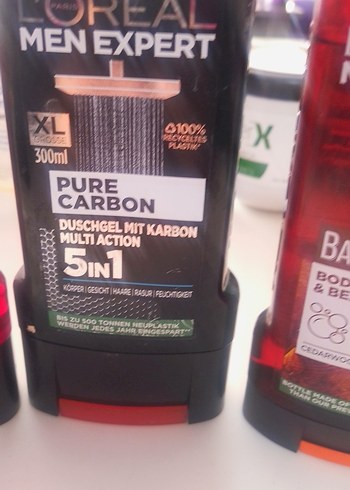 L'ORÉAL
PARIS
MEN EXPERT
XL
300ml
100%
RECYCELTES
PLASTIK*
PURE
CARBON
DUSCHGEL MIT KARBON
MULTI ACTION
5IN1
KÖRPER | GESICHT | HAARE | RASUR | FEUCHTIGKEIT
BIS ZU 500 TONNEN NEUPLASTIK
WERDEN JEDES JAHR EINGESPART**
X
BA
BOD
& BE
CEDARWOO
BOTTLE MADE OF
THAN OUR PRE